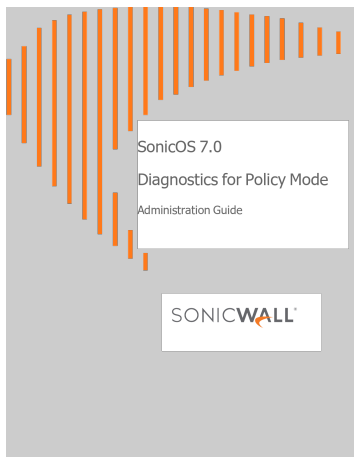 SonicOS 7.0
Diagnostics for Policy Mode
Administration Guide
SONICWALL®